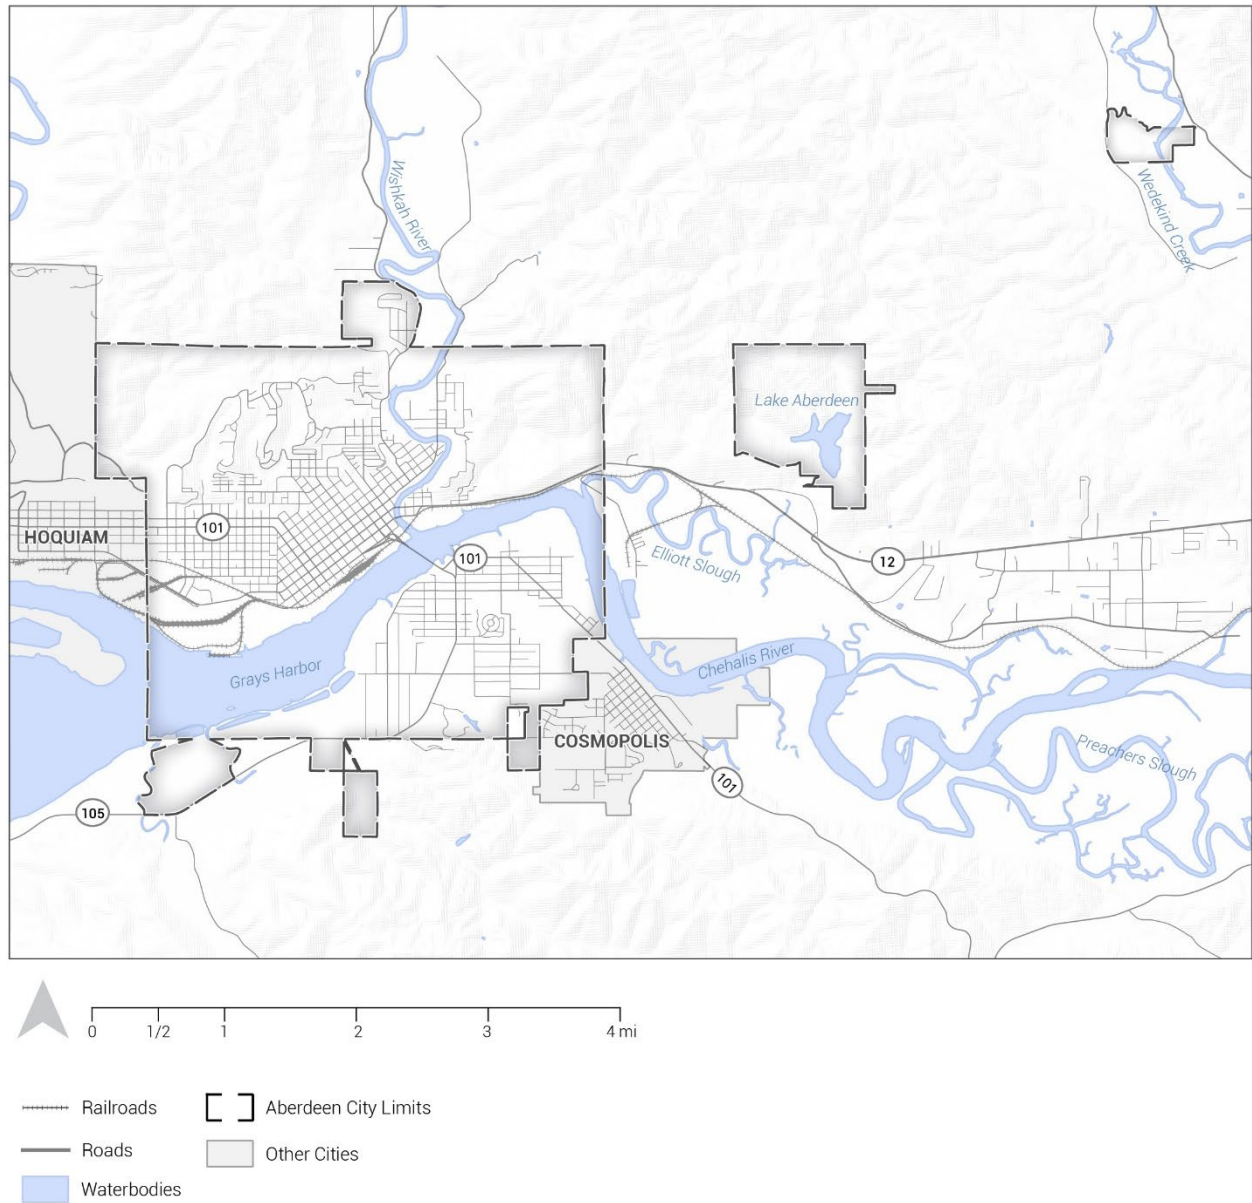 Wishkah River
Wedekind Creek
Lake Aberdeen
101
HOQUIAM
101
12
Elliott Slough
Chehalis River
Grays Harbor
COSMOPOLIS
Preachers Slough
101
105
0 1/2 1 2 3 4 mi
Railroads
Aberdeen City Limits
Roads
Other Cities
Waterbodies